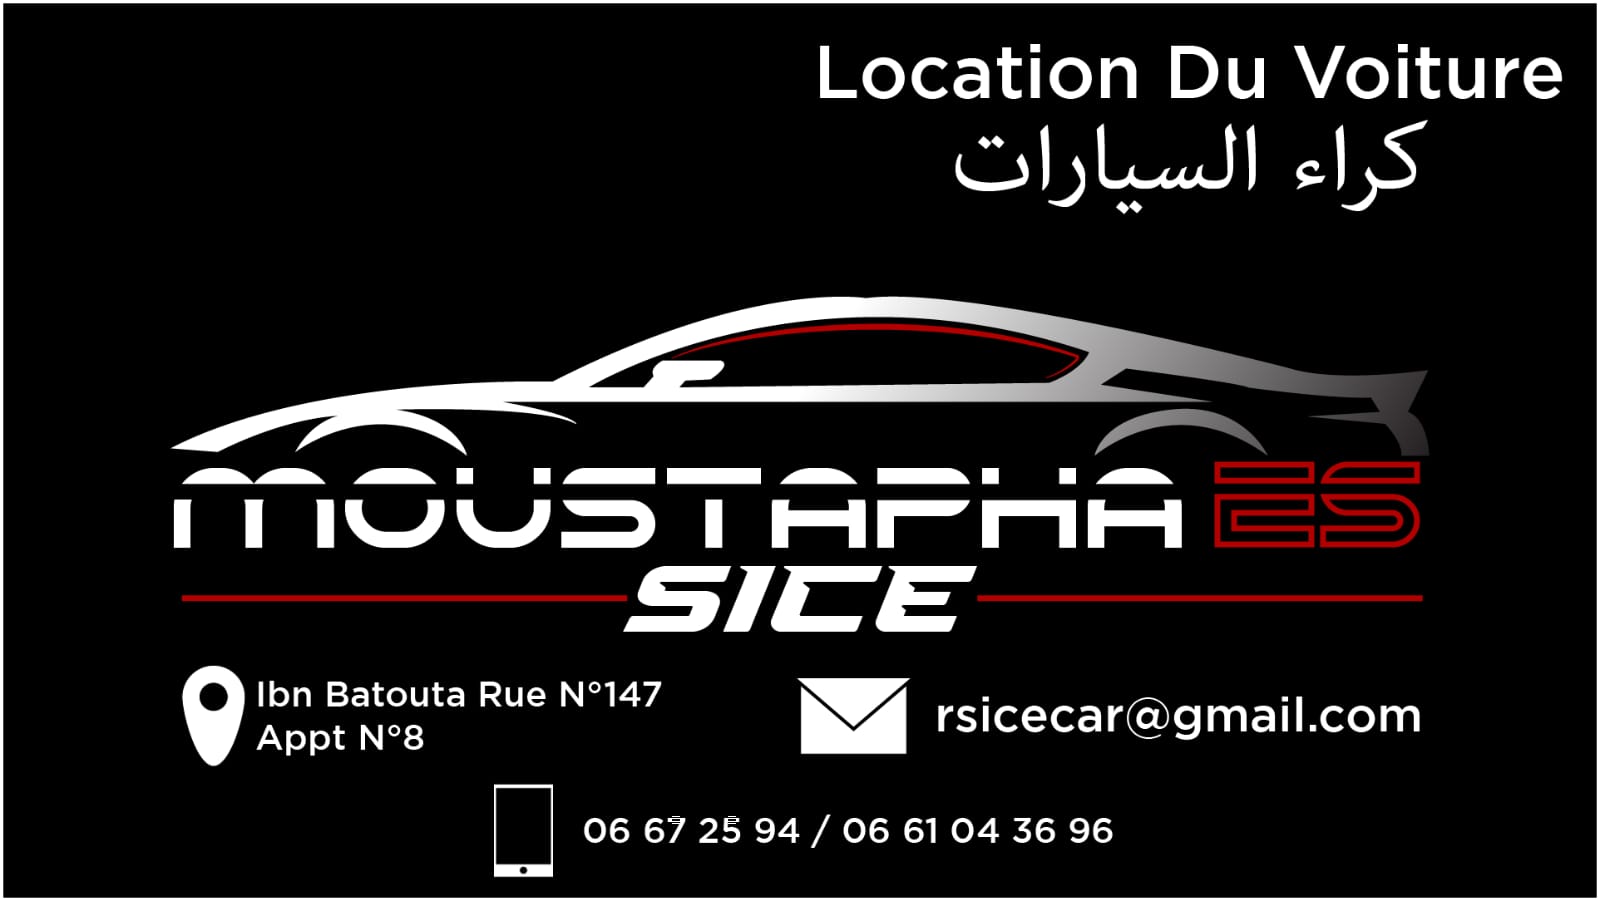 Location Du Voiture
كراء السيارات
MOUSTAPHA ES
SICE
Ibn Batouta Rue N°147
Appt N°8
rsicecar@gmail.com
06 67 25 94 / 06 61 04 36 96